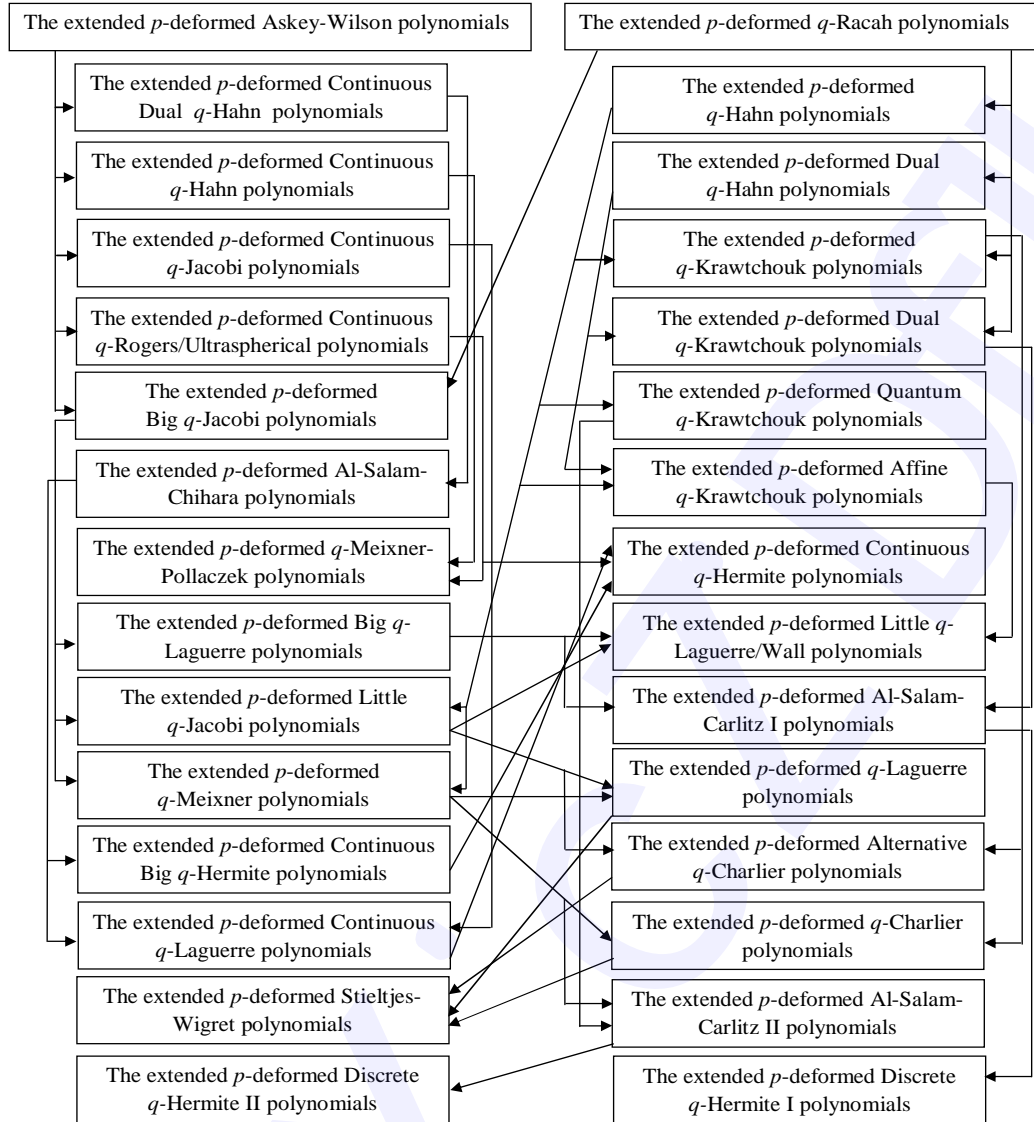 The extended p-deformed Askey-Wilson polynomials
The extended p-deformed q-Racah polynomials
The extended p-deformed Continuous
Dual q-Hahn polynomials
The extended p-deformed Continuous
q-Hahn polynomials
The extended p-deformed Continuous
q-Jacobi polynomials
The extended p-deformed Continuous
q-Rogers/Ultraspherical polynomials
The extended p-deformed
Big q-Jacobi polynomials
The extended p-deformed Al-Salam-
Chihara polynomials
The extended p-deformed q-Meixner-
Pollaczek polynomials
The extended p-deformed Big q-
Laguerre polynomials
The extended p-deformed Little
q-Jacobi polynomials
The extended p-deformed
q-Meixner polynomials
The extended p-deformed Continuous
Big q-Hermite polynomials
The extended p-deformed Continuous
q-Laguerre polynomials
The extended p-deformed Stieltjes-
Wigret polynomials
The extended p-deformed Discrete
q-Hermite II polynomials
The extended p-deformed
q-Hahn polynomials
The extended p-deformed Dual
q-Hahn polynomials
The extended p-deformed
q-Krawtchouk polynomials
The extended p-deformed Dual
q-Krawtchouk polynomials
The extended p-deformed Quantum
q-Krawtchouk polynomials
The extended p-deformed Affine
q-Krawtchouk polynomials
The extended p-deformed Continuous
q-Hermite polynomials
The extended p-deformed Little q-
Laguerre/Wall polynomials
The extended p-deformed Al-Salam-
Carlitz I polynomials
The extended p-deformed q-Laguerre
polynomials
The extended p-deformed Alternative
q-Charlier polynomials
The extended p-deformed q-Charlier
polynomials
The extended p-deformed Al-Salam-
Carlitz II polynomials
The extended p-deformed Discrete
q-Hermite I polynomials